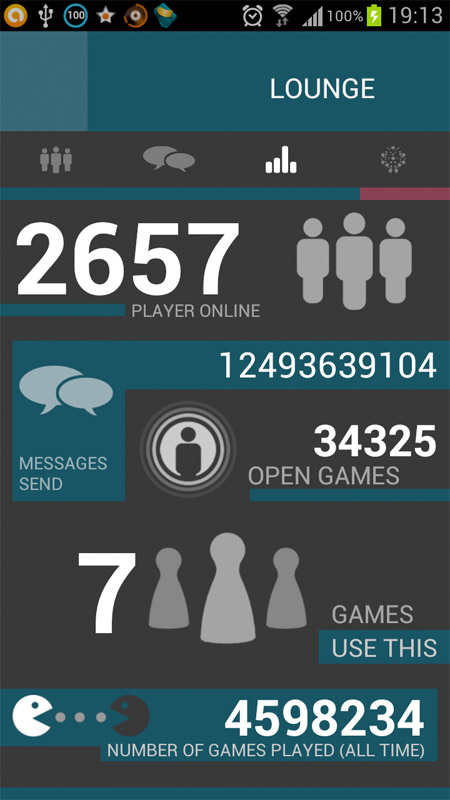 100 100% 19:13
LOUNGE
2657
PLAYER ONLINE
12493639104
MESSAGES
SEND
34325
OPEN GAMES
7
GAMES
USE THIS
4598234
NUMBER OF GAMES PLAYED (ALL TIME)